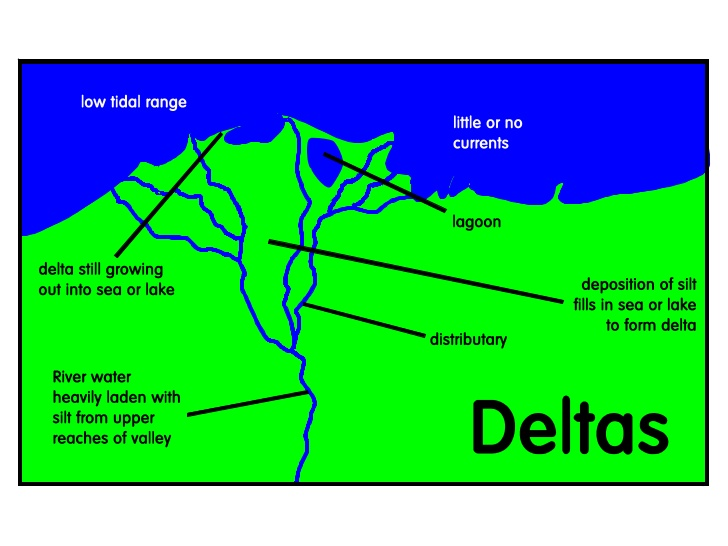 low tidal range
little or no
currents
lagoon
delta still growing
out into sea or lake
deposition of silt
fills in sea or lake
to form delta
distributary
River water
heavily laden with
silt from upper
reaches of valley
Deltas